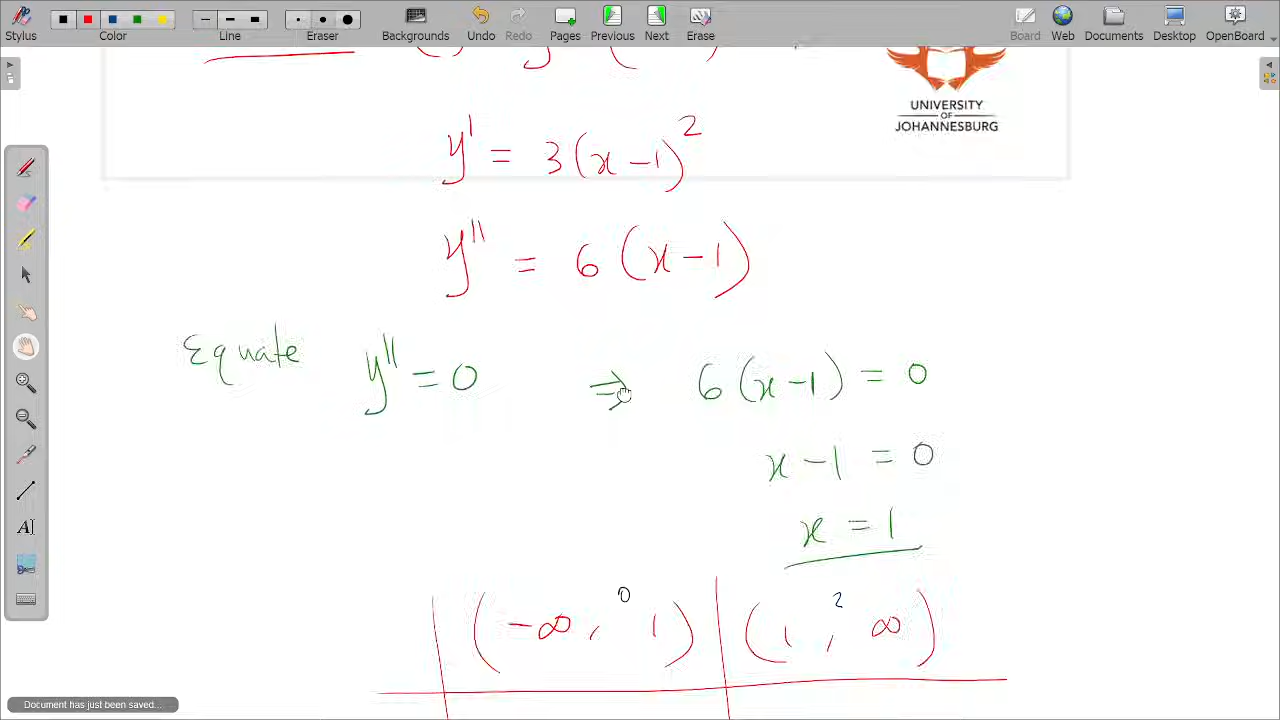 Stylus Color Line Eraser Backgrounds Undo Redo Pages Previous Next Erase Board Web Documents Desktop OpenBoard
UNIVERSITY
OF
JOHANNESBURG
y' = 3(x-1)²
y'' = 6(x-1)
Equate y'' = 0 ⇒ 6(x-1) = 0
x-1 = 0
x = 1
0 2
(-∞, 1) (1, ∞)
Document has just been saved...